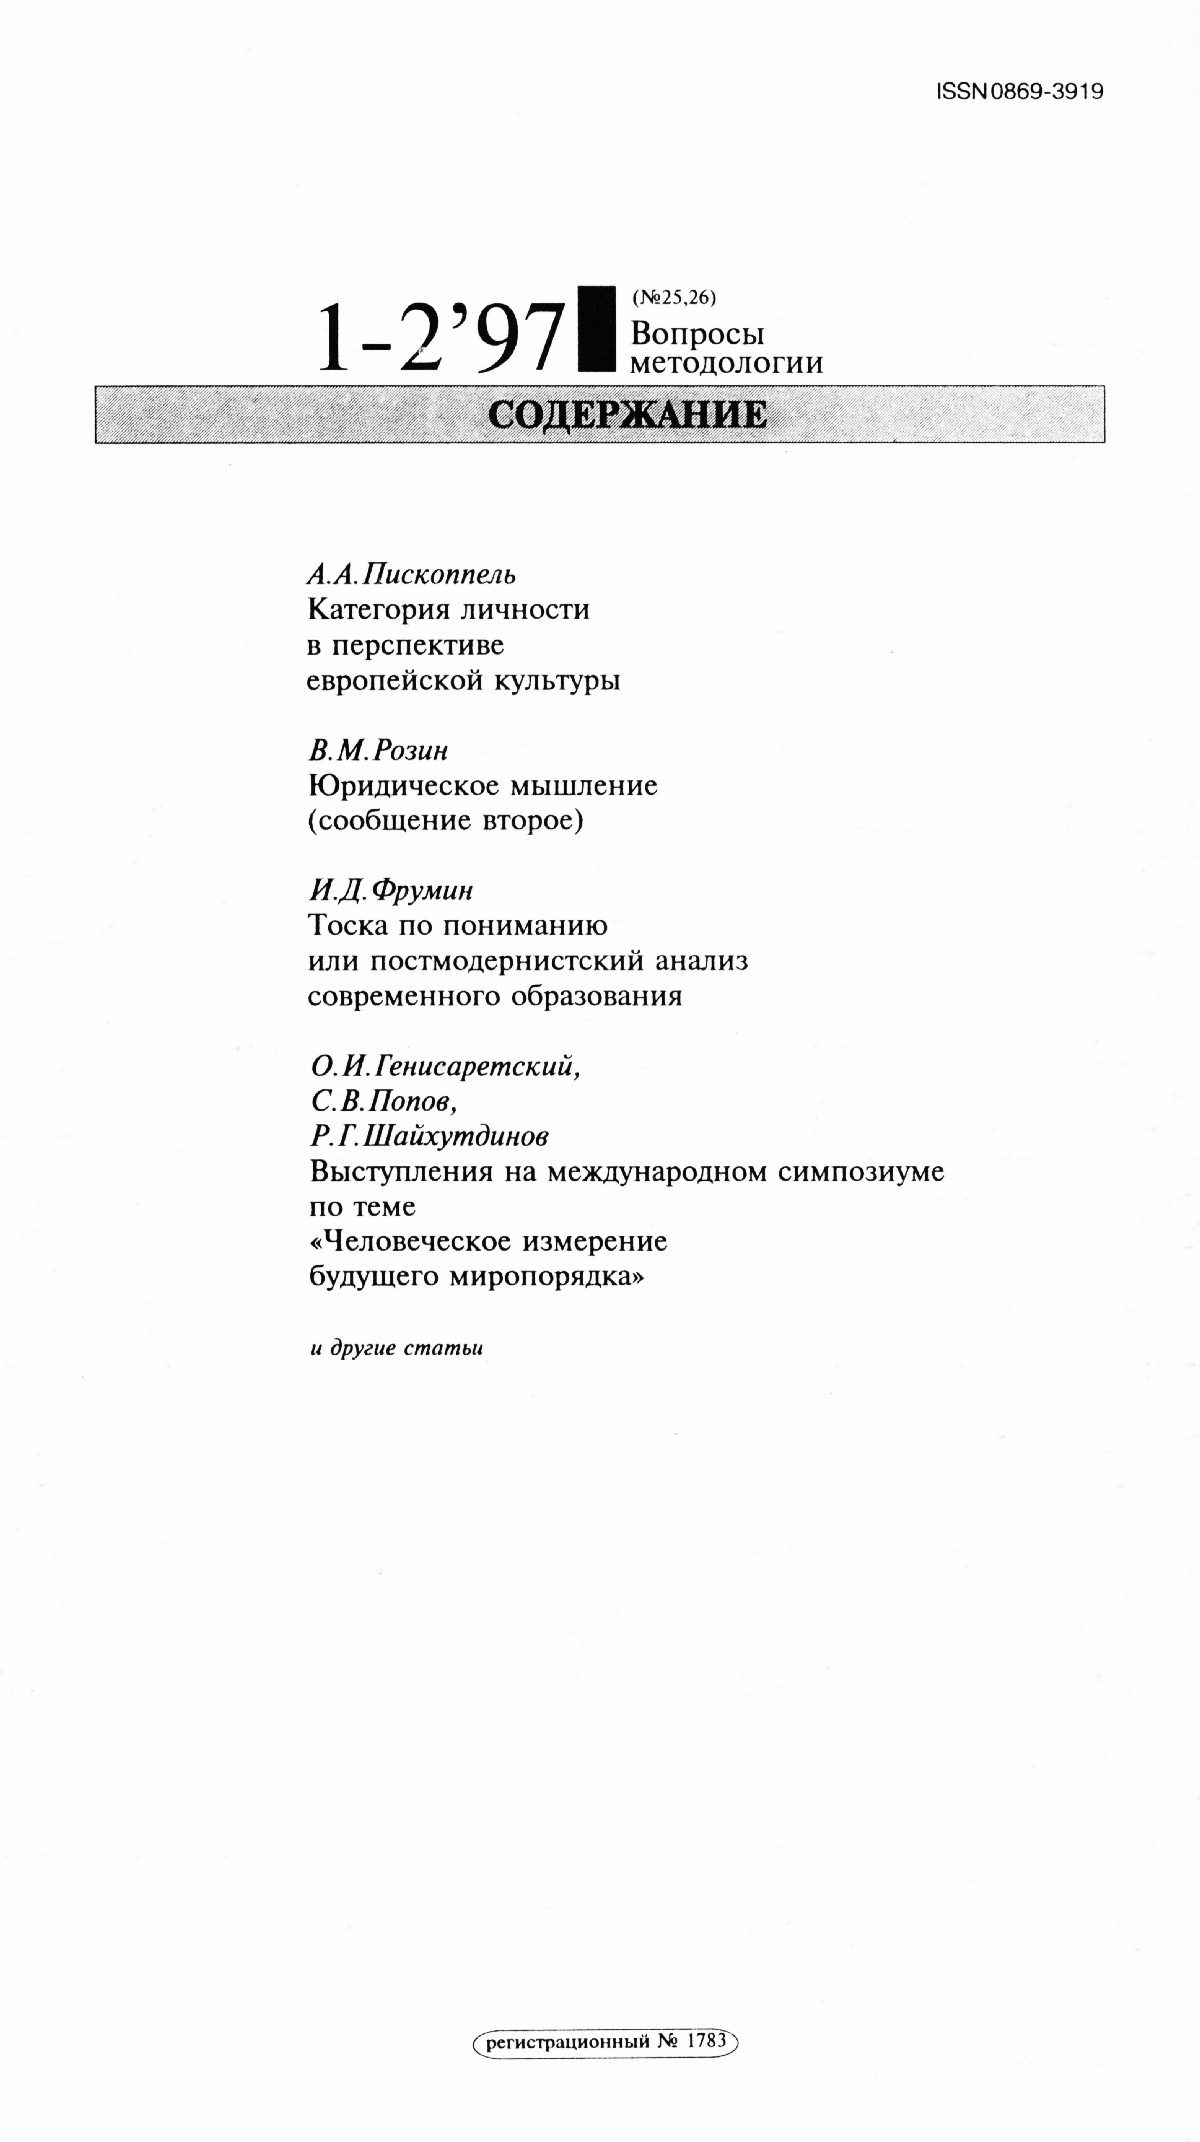 ISSN 0869-3919
1-2’97
(№25,26)
Вопросы
методологии
СОДЕРЖАНИЕ
А.А.Пископпель
Категория личности
в перспективе
европейской культуры
В.М.Розин
Юридическое мышление
(сообщение второе)
И.Д.Фрумин
Тоска по пониманию
или постмодернистский анализ
современного образования
О.И.Генисаретский,
С.В.Попов,
Р.Г.Шайхутдинов
Выступления на международном симпозиуме
по теме
«Человеческое измерение
будущего миропорядка»
и другие статьи
регистрационный № 1783